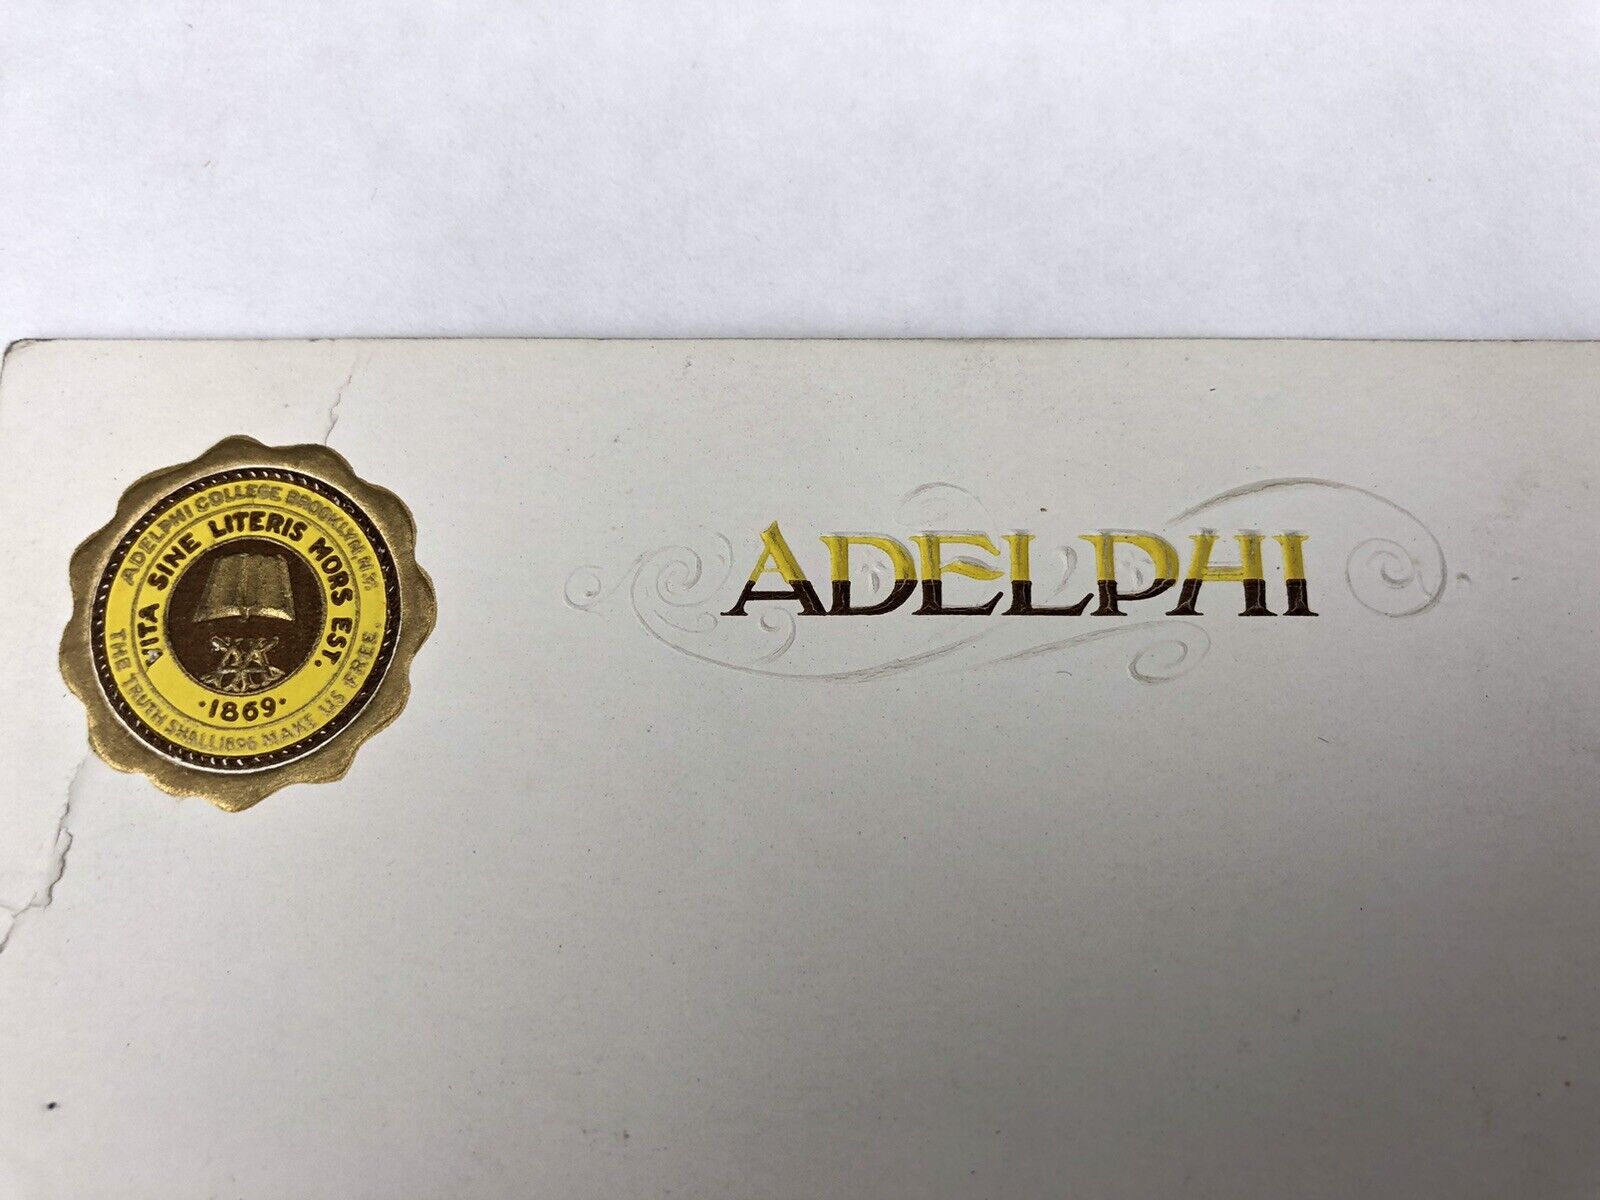 ADELPHI COLLEGE BROOKLYN N.Y.
VITA SINE LITERIS MORS EST.
·1869·
THE TRUTH SHALL 1896 MAKE US FREE
ADELPHI